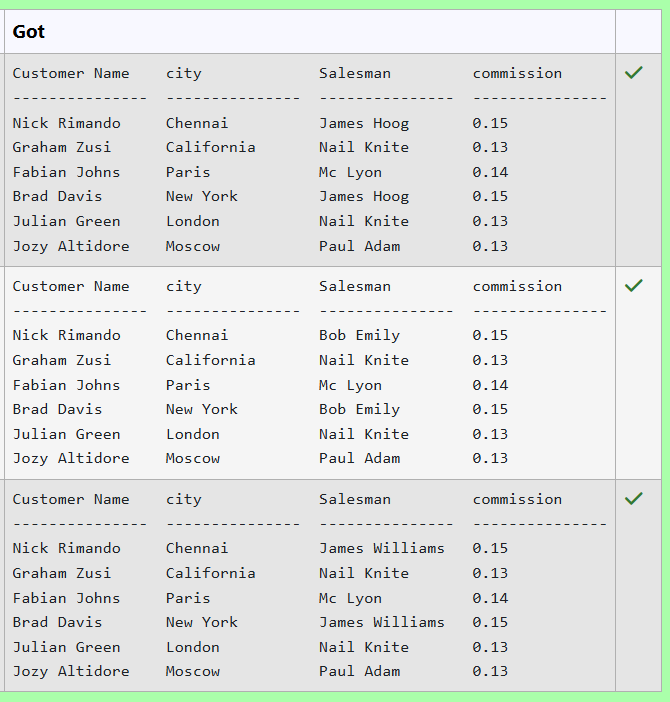 Got
Customer Name    city             Salesman         commission
---------------  ---------------  ---------------  ---------------
Nick Rimando     Chennai          James Hoog       0.15
Graham Zusi      California       Nail Knite       0.13
Fabian Johns     Paris            Mc Lyon          0.14
Brad Davis       New York         James Hoog       0.15
Julian Green     London           Nail Knite       0.13
Jozy Altidore    Moscow           Paul Adam        0.13
Customer Name    city             Salesman         commission
---------------  ---------------  ---------------  ---------------
Nick Rimando     Chennai          Bob Emily        0.15
Graham Zusi      California       Nail Knite       0.13
Fabian Johns     Paris            Mc Lyon          0.14
Brad Davis       New York         Bob Emily        0.15
Julian Green     London           Nail Knite       0.13
Jozy Altidore    Moscow           Paul Adam        0.13
Customer Name    city             Salesman         commission
---------------  ---------------  ---------------  ---------------
Nick Rimando     Chennai          James Williams   0.15
Graham Zusi      California       Nail Knite       0.13
Fabian Johns     Paris            Mc Lyon          0.14
Brad Davis       New York         James Williams   0.15
Julian Green     London           Nail Knite       0.13
Jozy Altidore    Moscow           Paul Adam        0.13